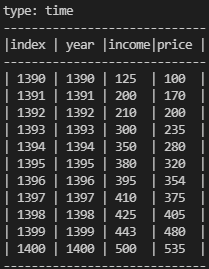 type: time
---------------------------------
|index | year |income|price |
---------------------------------
| 1390 | 1390 | 125 | 100 |
| 1391 | 1391 | 200 | 170 |
| 1392 | 1392 | 210 | 200 |
| 1393 | 1393 | 300 | 235 |
| 1394 | 1394 | 350 | 280 |
| 1395 | 1395 | 380 | 320 |
| 1396 | 1396 | 395 | 354 |
| 1397 | 1397 | 410 | 375 |
| 1398 | 1398 | 425 | 405 |
| 1399 | 1399 | 443 | 480 |
| 1400 | 1400 | 500 | 535 |
---------------------------------